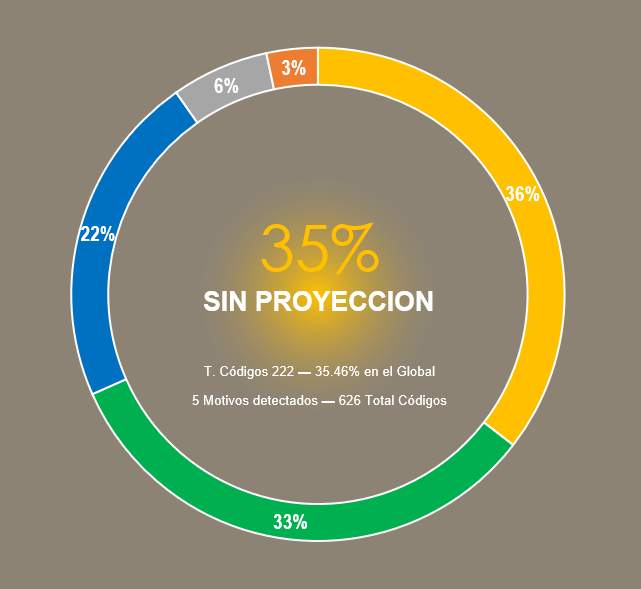 3%
6%
36%
22%
35%
SIN PROYECCION
T. Códigos 222 — 35.46% en el Global
5 Motivos detectados — 626 Total Códigos
33%